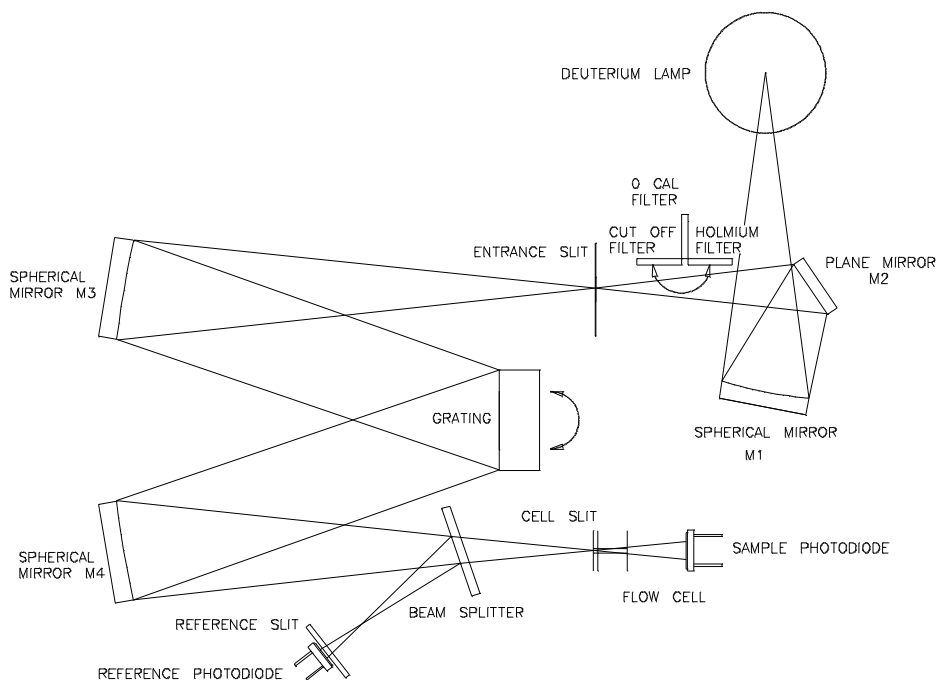 DEUTERIUM LAMP
O CAL
FILTER
CUT OFF
FILTER
HOLMIUM
FILTER
ENTRANCE SLIT
PLANE MIRROR
M2
SPHERICAL
MIRROR M3
GRATING
SPHERICAL MIRROR
M1
CELL SLIT
SAMPLE PHOTODIODE
SPHERICAL
MIRROR M4
FLOW CELL
BEAM SPLITTER
REFERENCE SLIT
REFERENCE PHOTODIODE